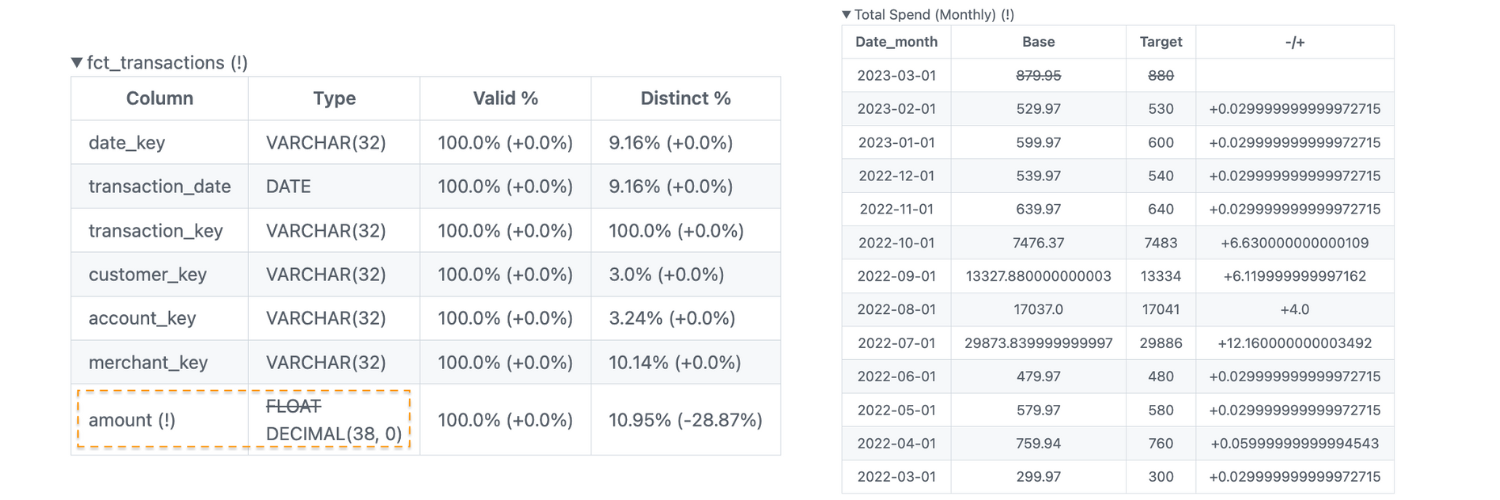 ▼ fct_transactions (!)
Column Type Valid % Distinct %
date_key VARCHAR(32) 100.0% (+0.0%) 9.16% (+0.0%)
transaction_date DATE 100.0% (+0.0%) 9.16% (+0.0%)
transaction_key VARCHAR(32) 100.0% (+0.0%) 100.0% (+0.0%)
customer_key VARCHAR(32) 100.0% (+0.0%) 3.0% (+0.0%)
account_key VARCHAR(32) 100.0% (+0.0%) 3.24% (+0.0%)
merchant_key VARCHAR(32) 100.0% (+0.0%) 10.14% (+0.0%)
amount (!) FLOAT DECIMAL(38, 0) 100.0% (+0.0%) 10.95% (-28.87%)
▼ Total Spend (Monthly) (!)
Date_month Base Target -/+
2023-03-01 879.95 880
2023-02-01 529.97 530 +0.029999999999972715
2023-01-01 599.97 600 +0.029999999999972715
2022-12-01 539.97 540 +0.029999999999972715
2022-11-01 639.97 640 +0.029999999999972715
2022-10-01 7476.37 7483 +6.630000000000109
2022-09-01 13327.880000000003 13334 +6.119999999997162
2022-08-01 17037.0 17041 +4.0
2022-07-01 29873.839999999997 29886 +12.160000000003492
2022-06-01 479.97 480 +0.029999999999972715
2022-05-01 579.97 580 +0.029999999999972715
2022-04-01 759.94 760 +0.05999999999994543
2022-03-01 299.97 300 +0.029999999999972715